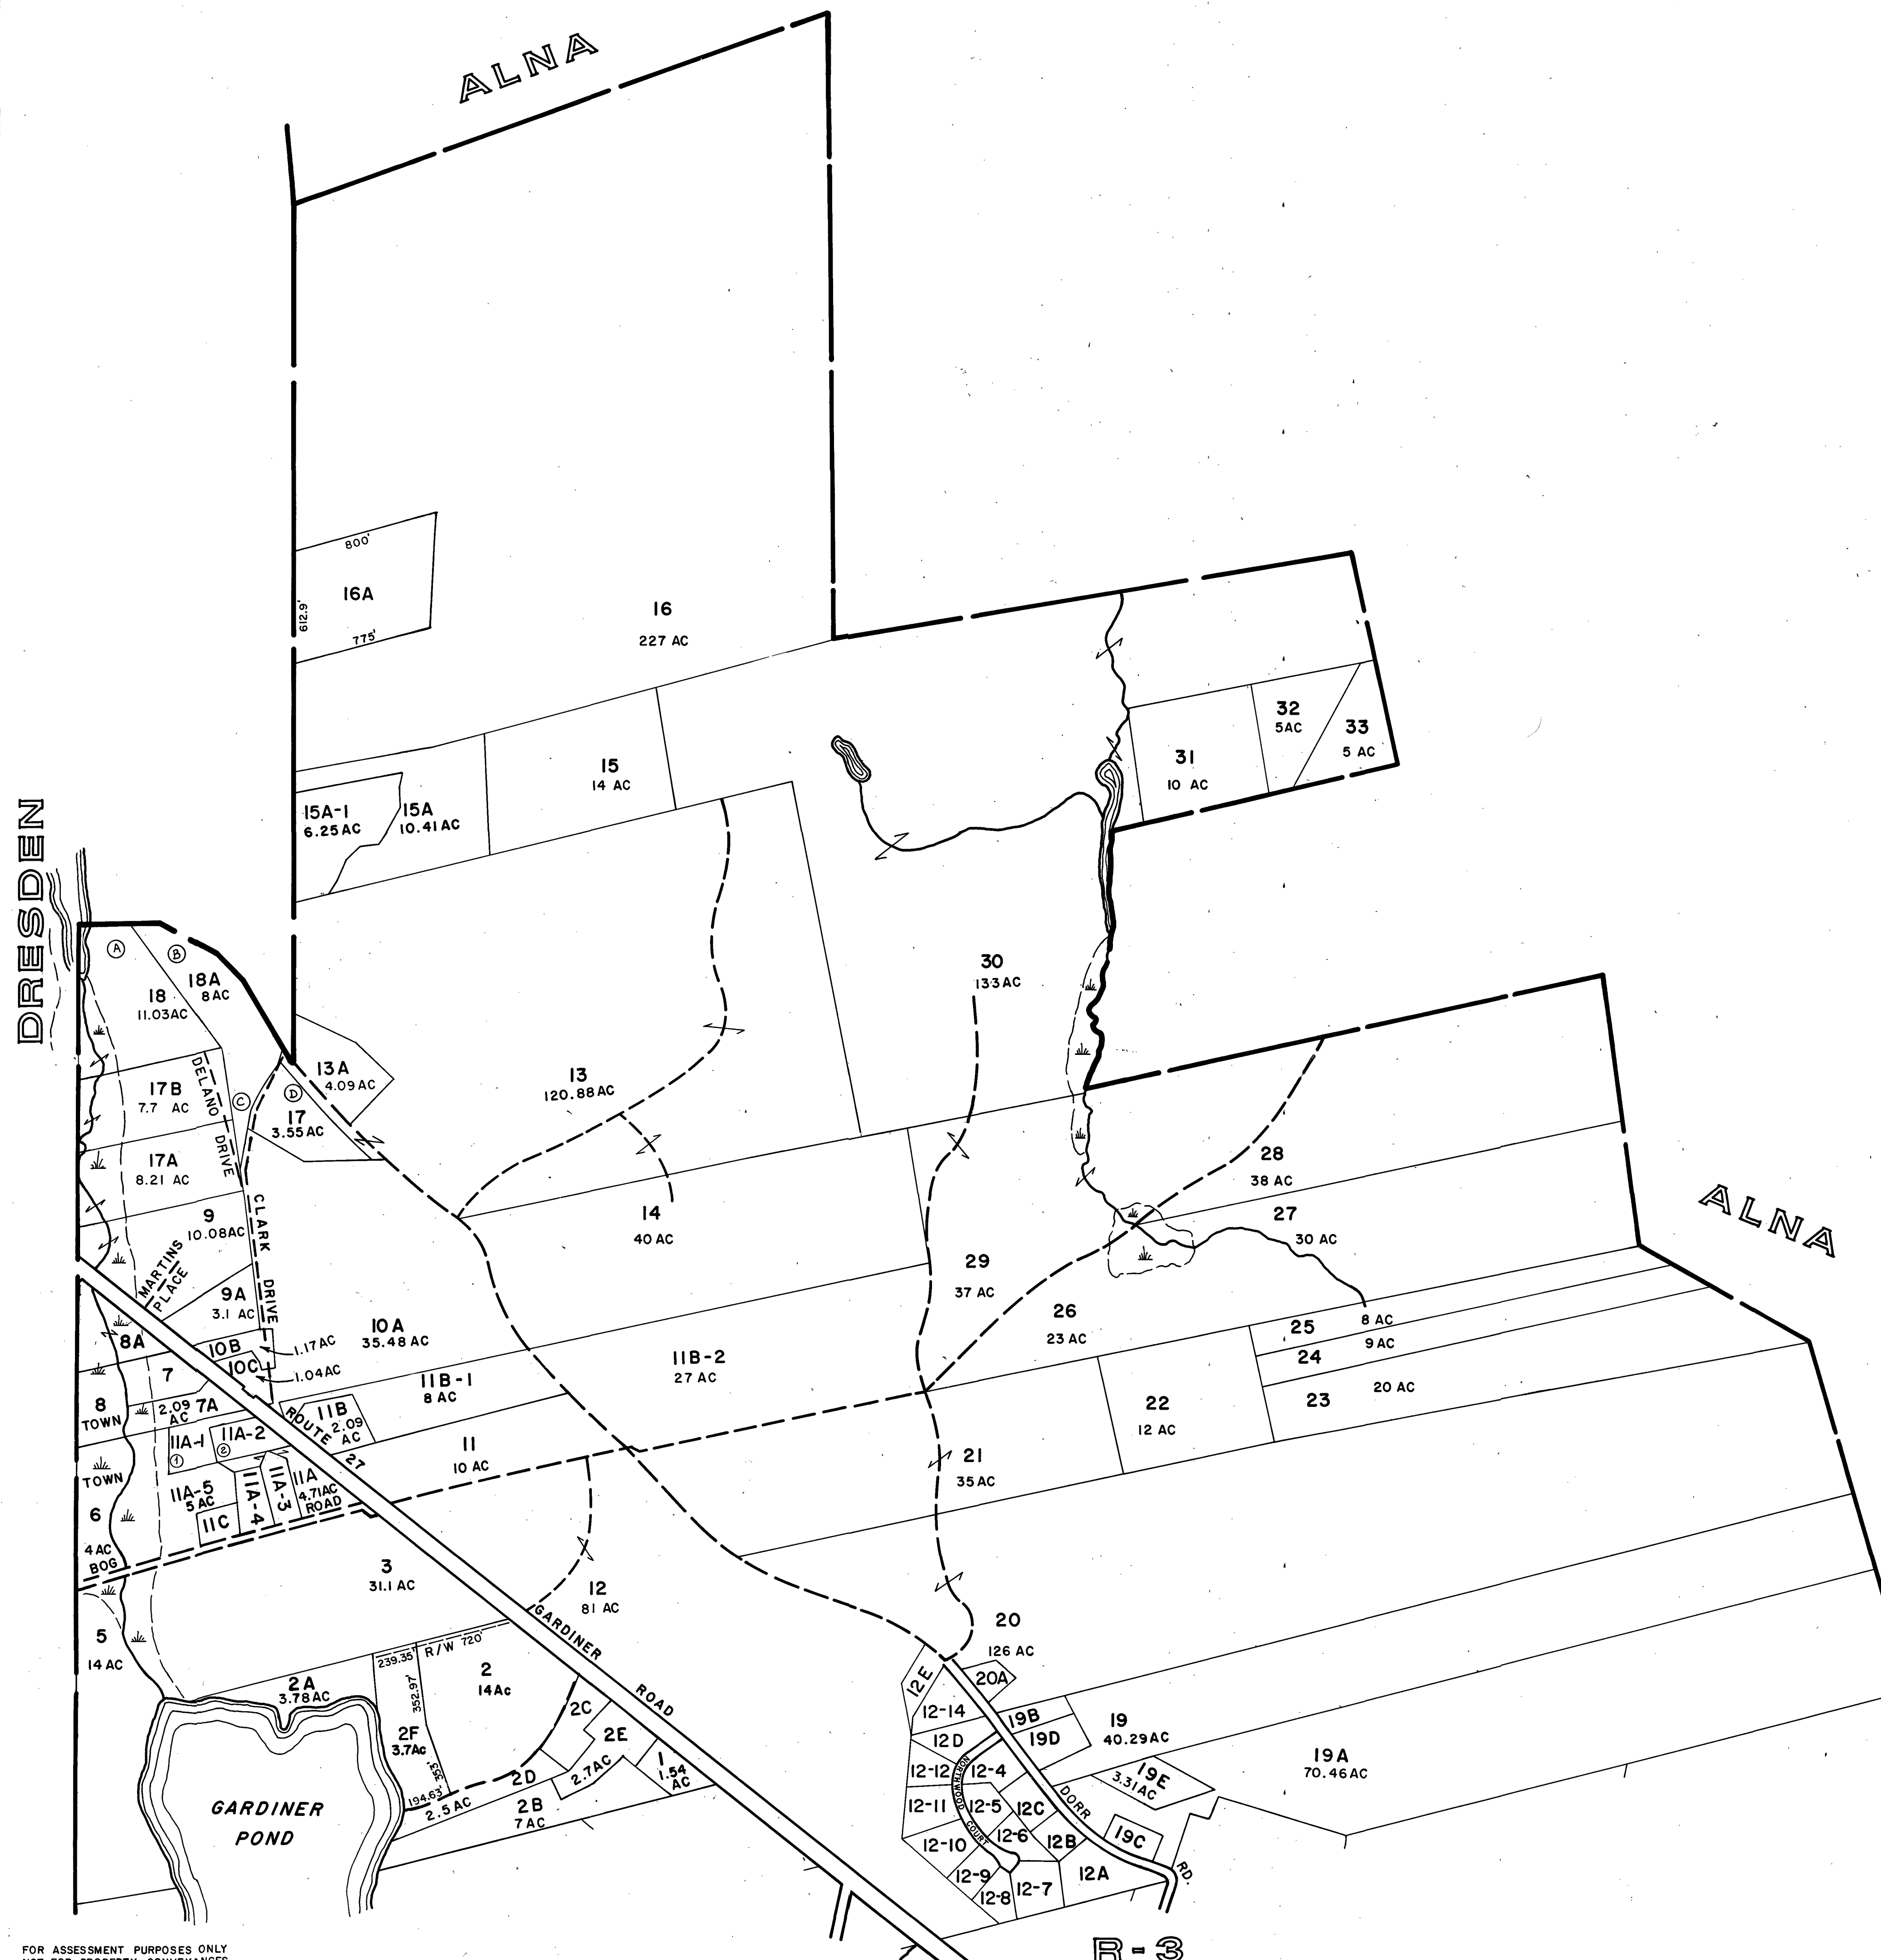 ALNA
800'
16A
612.9'
775'
16
227 AC
32
5AC
33
5 AC
31
10 AC
15
14 AC
15A-1
6.25 AC
15A
10.41 AC
DRESDEN
A
B
18A
8 AC
18
11.03AC
30
133 AC
13A
4.09 AC
13
120.88 AC
D
C
17
3.55 AC
17B
7.7 AC
DELANO
DRIVE
17A
8.21 AC
28
38 AC
ALNA
9
10.08AC
CLARK
DRIVE
14
40 AC
27
30 AC
MARTINS
PLACE
29
37 AC
9A
3.1 AC
26
23 AC
10A
35.48 AC
25
8 AC
8A
10B
1.17 AC
24
9 AC
10C
1.04 AC
7
11B-2
27 AC
11B-1
8 AC
23
20 AC
22
12 AC
8
TOWN
2.09
AC
7A
11B
2.09
AC
ROUTE 27
11A-1
1
11A-2
2
11
10 AC
21
35 AC
TOWN
11A-5
5 AC
11A-4
11A-3
11A
4.71AC
ROAD
6
4 AC
11C
BOG
3
31.1 AC
12
81 AC
GARDINER
ROAD
20
126 AC
5
14 AC
239.35'
R/W 720'
2
14 Ac
352.97'
2A
3.78 AC
12E
20A
12-14
2C
2F
3.7Ac
2E
19B
19
40.29 AC
12D
19D
353'
1
1.54
AC
2D
2.7 AC
12-12
12-4
NORTHWOOD
COURT
19A
70.46 AC
19E
3.31 AC
194.63'
2.5 AC
2B
7 AC
12-11
12-5
12C
DORR
RD.
GARDINER
POND
12-6
12B
19C
12-10
12-9
12-8
12-7
12A
R-3
FOR ASSESSMENT PURPOSES ONLY
NOT FOR PROPERTY CONVEYANCES